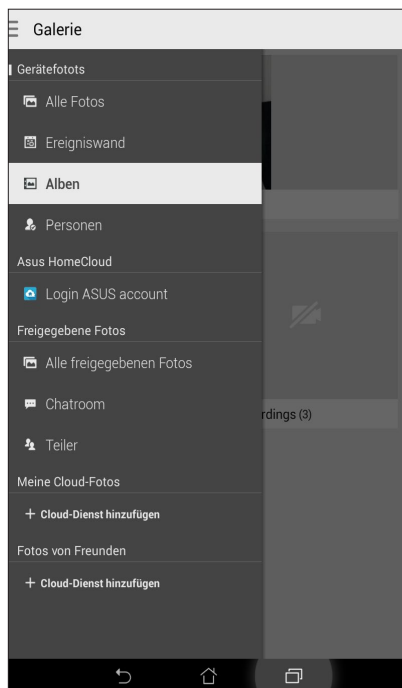 Galerie
Gerätefotots
Alle Fotos
Ereigniswand
Alben
Personen
Asus HomeCloud
Login ASUS account
Freigegebene Fotos
Alle freigegebenen Fotos
Chatroom
rdings (3)
Teiler
Meine Cloud-Fotos
+ Cloud-Dienst hinzufügen
Fotos von Freunden
+ Cloud-Dienst hinzufügen